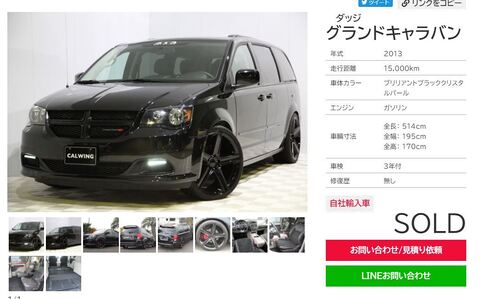 ツイート
リンクをコピー
ダッジ
グランドキャラバン
年式 2013
走行距離 15,000km
車体カラー ブリリアントブラッククリスタルパール
エンジン ガソリン
車輌寸法 全長: 514cm
全幅: 195cm
全高: 170cm
車検 3年付
修復歴 無し
自社輸入車
SOLD
お問い合わせ/見積り依頼
LINEお問い合わせ
CALWING
1/1